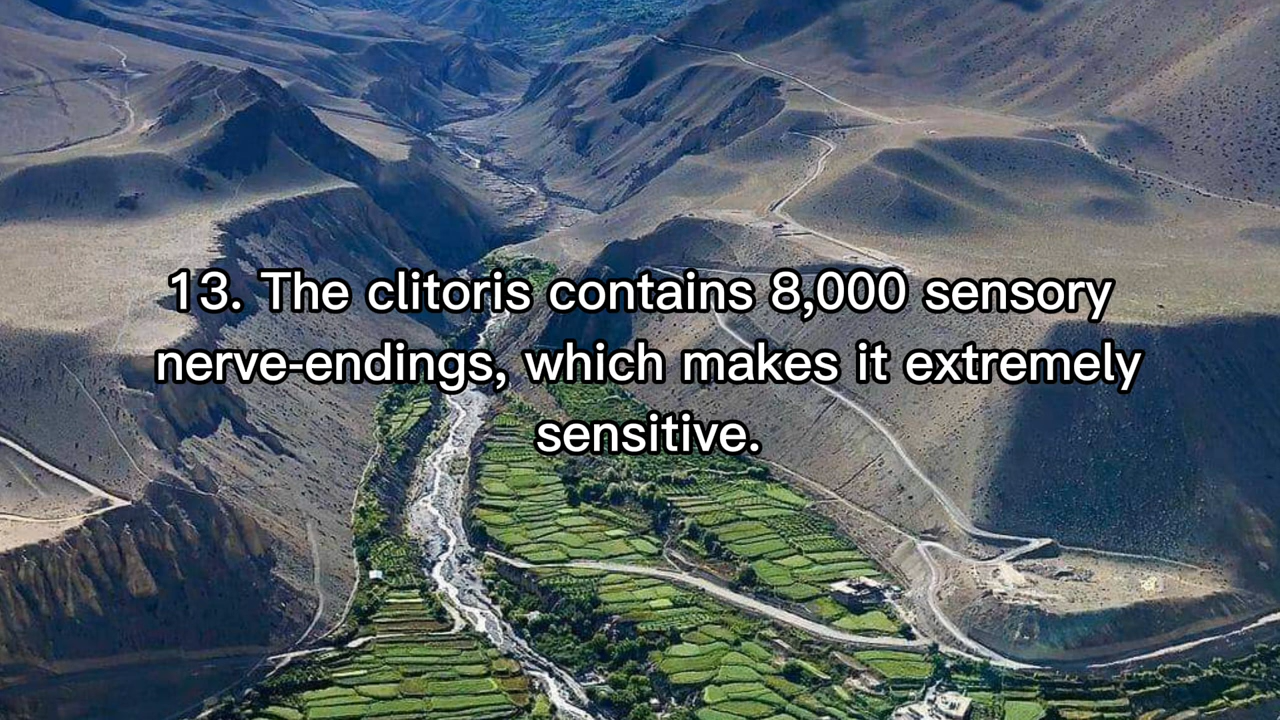 13. The clitoris contains 8,000 sensory
nerve-endings, which makes it extremely
sensitive.